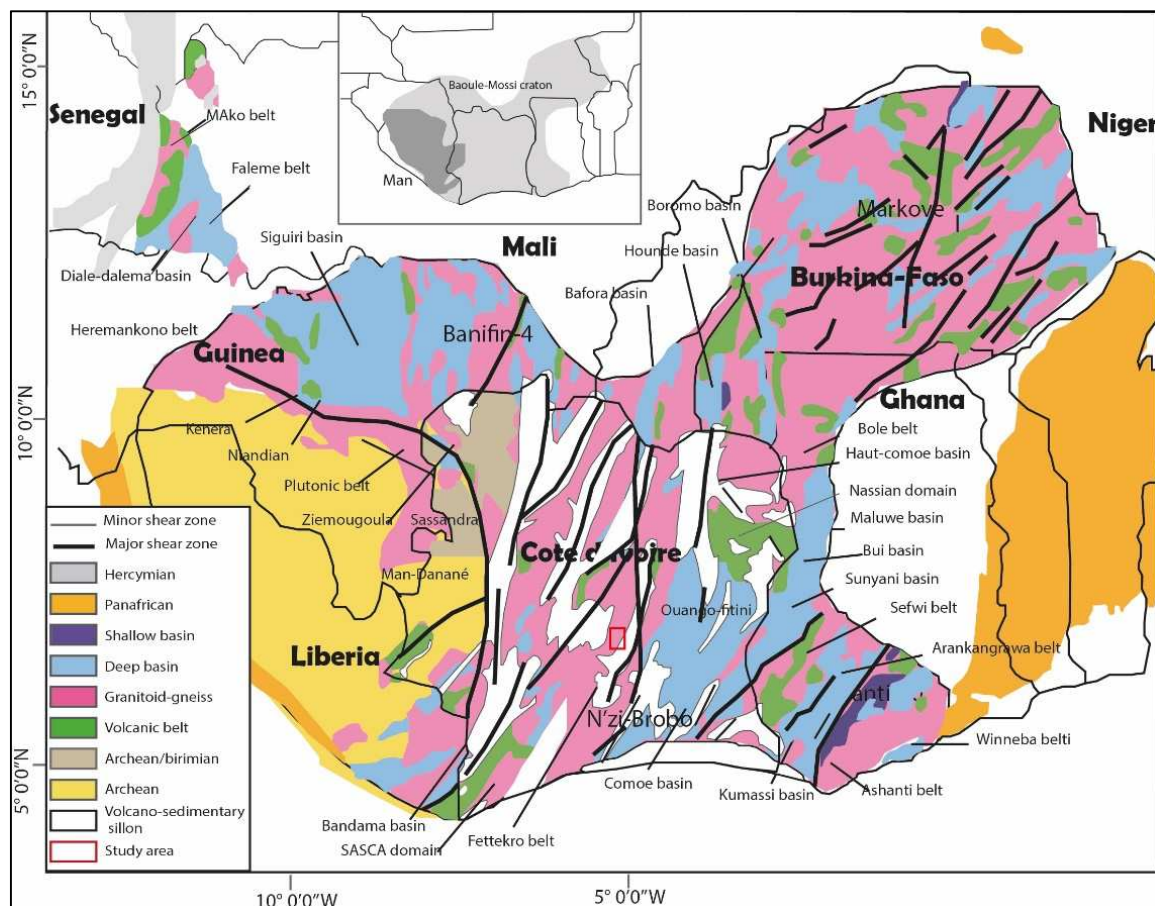 15° 0'0"N
10° 0'0"N
5° 0'0"N
Senegal
MAko belt
Faleme belt
Diale-dalema basin
Siguiri basin
Heremankono belt
Baoule-Mossi craton
Man
Mali
Niger
Boromo basin
Hounde basin
Bafora basin
Markove
Burkina-Faso
Banifin-4
Guinea
Kenera
Niandian
Plutonic belt
Ziemougoula
Sassandra
Man-Danané
Liberia
Cote d'Ivoire
Ouango-fitini
N'zi-Brobo
Ghana
Bole belt
Haut-comoe basin
Nassian domain
Maluwe basin
Bui basin
Sunyani basin
Sefwi belt
Arankangrawa belt
anti
Winneba belti
Ashanti belt
Kumassi basin
Comoe basin
Fettekro belt
SASCA domain
Bandama basin
Minor shear zone
Major shear zone
Hercymian
Panafrican
Shallow basin
Deep basin
Granitoid-gneiss
Volcanic belt
Archean/birimian
Archean
Volcano-sedimentary
sillon
Study area
10° 0'0"W
5° 0'0"W